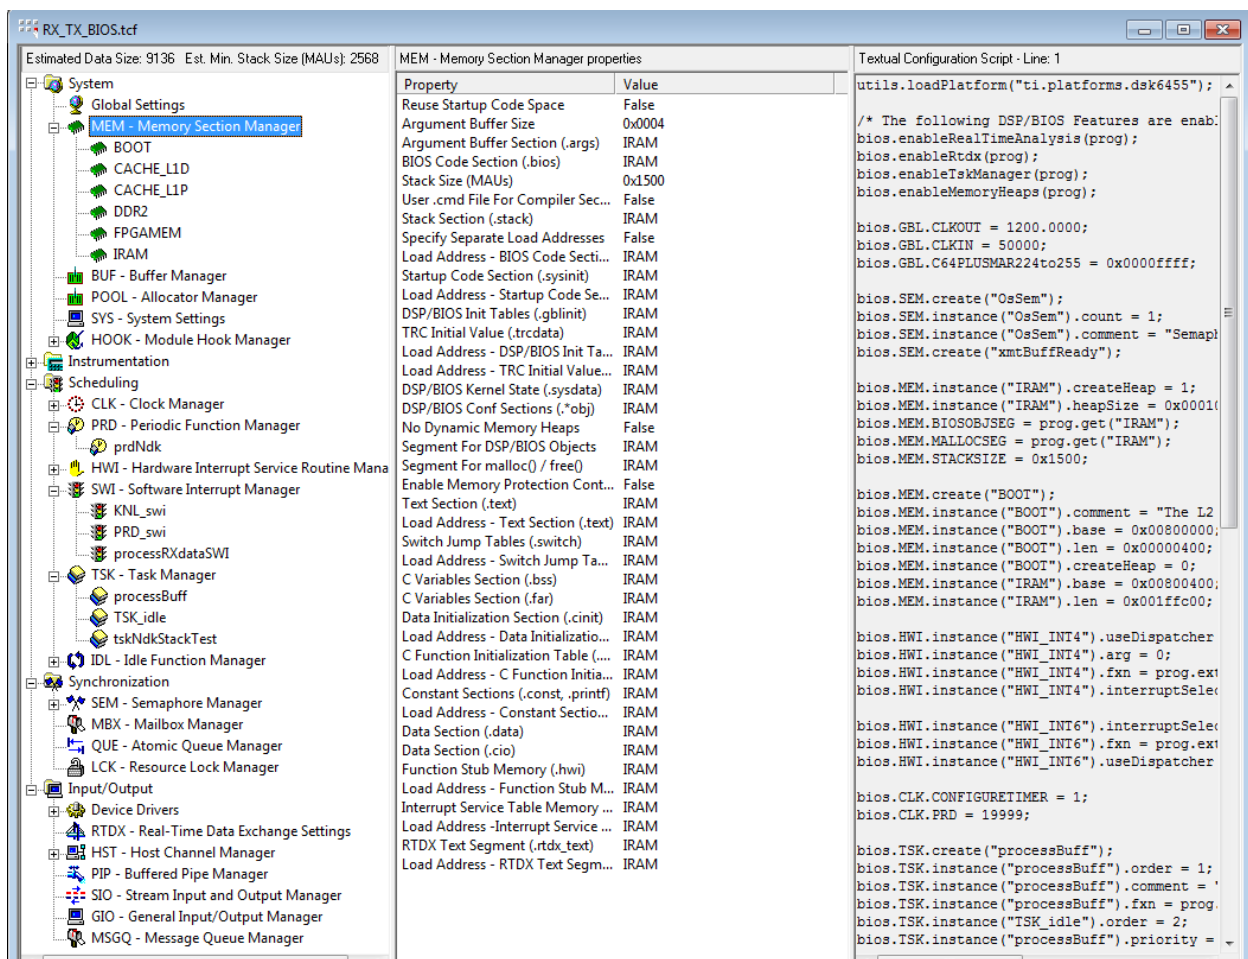 RX_TX_BIOS.tcf
Estimated Data Size: 9136 Est. Min. Stack Size (MAUs): 2568
System
Global Settings
MEM - Memory Section Manager
BOOT
CACHE_L1D
CACHE_L1P
DDR2
FPGAMEM
IRAM
BUF - Buffer Manager
POOL - Allocator Manager
SYS - System Settings
HOOK - Module Hook Manager
Instrumentation
Scheduling
CLK - Clock Manager
PRD - Periodic Function Manager
prdNdk
HWI - Hardware Interrupt Service Routine Mana
SWI - Software Interrupt Manager
KNL_swi
PRD_swi
processRXdataSWI
TSK - Task Manager
processBuff
TSK_idle
tskNdkStackTest
IDL - Idle Function Manager
Synchronization
SEM - Semaphore Manager
MBX - Mailbox Manager
QUE - Atomic Queue Manager
LCK - Resource Lock Manager
Input/Output
Device Drivers
RTDX - Real-Time Data Exchange Settings
HST - Host Channel Manager
PIP - Buffered Pipe Manager
SIO - Stream Input and Output Manager
GIO - General Input/Output Manager
MSGQ - Message Queue Manager
MEM - Memory Section Manager properties
Property Value
Reuse Startup Code Space False
Argument Buffer Size 0x0004
Argument Buffer Section (.args) IRAM
BIOS Code Section (.bios) IRAM
Stack Size (MAUs) 0x1500
User .cmd File For Compiler Sec... False
Stack Section (.stack) IRAM
Specify Separate Load Addresses False
Load Address - BIOS Code Secti... IRAM
Startup Code Section (.sysinit) IRAM
Load Address - Startup Code Se... IRAM
DSP/BIOS Init Tables (.gblinit) IRAM
TRC Initial Value (.trcdata) IRAM
Load Address - DSP/BIOS Init Ta... IRAM
Load Address - TRC Initial Value... IRAM
DSP/BIOS Kernel State (.sysdata) IRAM
DSP/BIOS Conf Sections (.*obj) IRAM
No Dynamic Memory Heaps False
Segment For DSP/BIOS Objects IRAM
Segment For malloc() / free() IRAM
Enable Memory Protection Cont... False
Text Section (.text) IRAM
Load Address - Text Section (.text) IRAM
Switch Jump Tables (.switch) IRAM
Load Address - Switch Jump Ta... IRAM
C Variables Section (.bss) IRAM
C Variables Section (.far) IRAM
Data Initialization Section (.cinit) IRAM
Load Address - Data Initializatio... IRAM
C Function Initialization Table (.... IRAM
Load Address - C Function Initia... IRAM
Constant Sections (.const, .printf) IRAM
Load Address - Constant Sectio... IRAM
Data Section (.data) IRAM
Data Section (.cio) IRAM
Function Stub Memory (.hwi) IRAM
Load Address - Function Stub M... IRAM
Interrupt Service Table Memory ... IRAM
Load Address -Interrupt Service ... IRAM
RTDX Text Segment (.rtdx_text) IRAM
Load Address - RTDX Text Segm... IRAM
Textual Configuration Script - Line: 1
utils.loadPlatform("ti.platforms.dsk6455");
/* The following DSP/BIOS Features are enabl
bios.enableRealTimeAnalysis(prog);
bios.enableRtdx(prog);
bios.enableTskManager(prog);
bios.enableMemoryHeaps(prog);
bios.GBL.CLKOUT = 1200.0000;
bios.GBL.CLKIN = 50000;
bios.GBL.C64PLUSMAR224to255 = 0x0000ffff;
bios.SEM.create("OsSem");
bios.SEM.instance("OsSem").count = 1;
bios.SEM.instance("OsSem").comment = "Semaph
bios.SEM.create("xmtBuffReady");
bios.MEM.instance("IRAM").createHeap = 1;
bios.MEM.instance("IRAM").heapSize = 0x00010
bios.MEM.BIOSOBJSEG = prog.get("IRAM");
bios.MEM.MALLOCSEG = prog.get("IRAM");
bios.MEM.STACKSIZE = 0x1500;
bios.MEM.create("BOOT");
bios.MEM.instance("BOOT").comment = "The L2
bios.MEM.instance("BOOT").base = 0x00800000;
bios.MEM.instance("BOOT").len = 0x00000400;
bios.MEM.instance("BOOT").createHeap = 0;
bios.MEM.instance("IRAM").base = 0x00800400;
bios.MEM.instance("IRAM").len = 0x001ffc00;
bios.HWI.instance("HWI_INT4").useDispatcher
bios.HWI.instance("HWI_INT4").arg = 0;
bios.HWI.instance("HWI_INT4").fxn = prog.ext
bios.HWI.instance("HWI_INT4").interruptSelec
bios.HWI.instance("HWI_INT6").interruptSelec
bios.HWI.instance("HWI_INT6").fxn = prog.ext
bios.HWI.instance("HWI_INT6").useDispatcher
bios.CLK.CONFIGURETIMER = 1;
bios.CLK.PRD = 19999;
bios.TSK.create("processBuff");
bios.TSK.instance("processBuff").order = 1;
bios.TSK.instance("processBuff").comment = "
bios.TSK.instance("processBuff").fxn = prog.
bios.TSK.instance("TSK_idle").order = 2;
bios.TSK.instance("processBuff").priority =